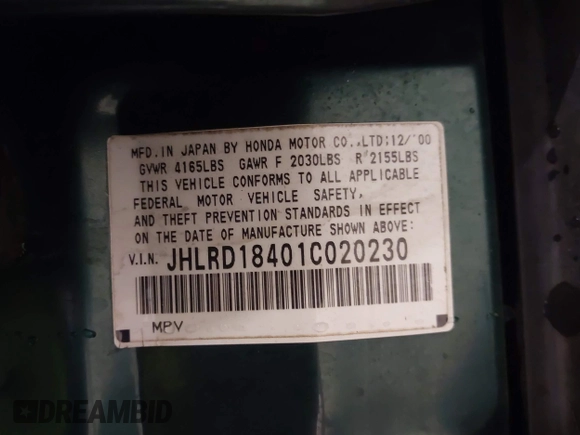 MFD.IN JAPAN BY HONDA MOTOR CO.,LTD;12/'00
GVWR 4165LBS GAWR F 2030LBS R 2155LBS
THIS VEHICLE CONFORMS TO ALL APPLICABLE
FEDERAL MOTOR VEHICLE SAFETY,
AND THEFT PREVENTION STANDARDS IN EFFECT
ON THE DATE OF MANUFACTURE SHOWN ABOVE:
V.I.N. JHLRD18401C020230
MPV
DREAMBID